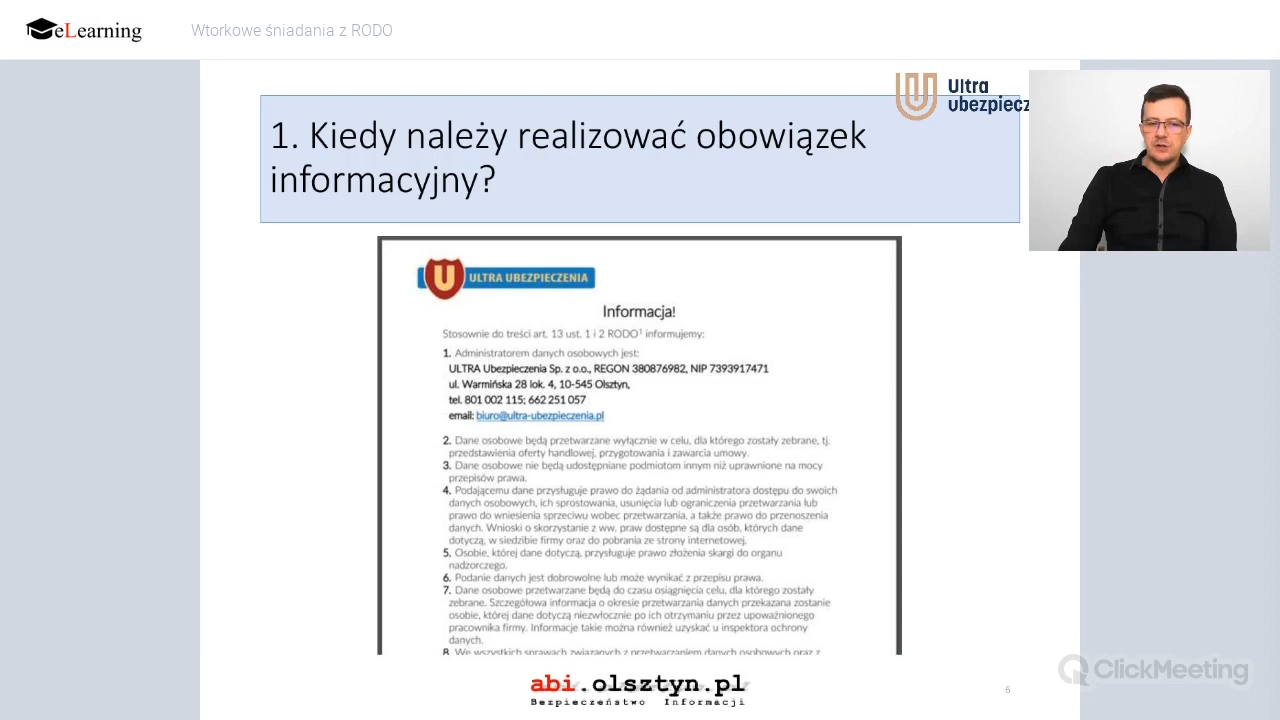 eLearning
Wtorkowe śniadania z RODO
Ultra
ubezpiecz
1. Kiedy należy realizować obowiązek
informacyjny?
ULTRA UBEZPIECZENIA
Informacja!
Stosownie do treści art. 13 ust. 1 i 2 RODO¹ informujemy:
1. Administratorem danych osobowych jest:
ULTRA Ubezpieczenia Sp. z o.o., REGON 380876982, NIP 7393917471
ul. Warmińska 28 lok. 4, 10-545 Olsztyn,
tel. 801 002 115; 662 251 057
email: biuro@ultra-ubezpieczenia.pl
2. Dane osobowe będą przetwarzane wyłącznie w celu, dla którego zostały zebrane, tj.
przedstawienia oferty handlowej, przygotowania i zawarcia umowy.
3. Dane osobowe nie będą udostępniane podmiotom innym niż uprawnione na mocy
przepisów prawa.
4. Podającemu dane przysługuje prawo do żądania od administratora dostępu do swoich
danych osobowych, ich sprostowania, usunięcia lub ograniczenia przetwarzania lub
prawo do wniesienia sprzeciwu wobec przetwarzania, a także prawo do przenoszenia
danych. Wnioski o skorzystanie z ww. praw dostępne są dla osób, których dane
dotyczą, w siedzibie firmy oraz do pobrania ze strony internetowej.
5. Osobie, której dane dotyczą, przysługuje prawo złożenia skargi do organu
nadzorczego.
6. Podanie danych jest dobrowolne lub może wynikać z przepisu prawa.
7. Dane osobowe przetwarzane będą do czasu osiągnięcia celu, dla którego zostały
zebrane. Szczegółowa informacja o okresie przetwarzania danych przekazana zostanie
osobie, której dane dotyczą niezwłocznie po ich otrzymaniu przez upoważnionego
pracownika firmy. Informacje takie można również uzyskać u inspektora ochrony
danych.
8. We wszystkich sprawach związanych z przetwarzaniem danych osobowych oraz z
abi.olsztyn.pl
Bezpieczeństwo Informacji
6
ClickMeeting